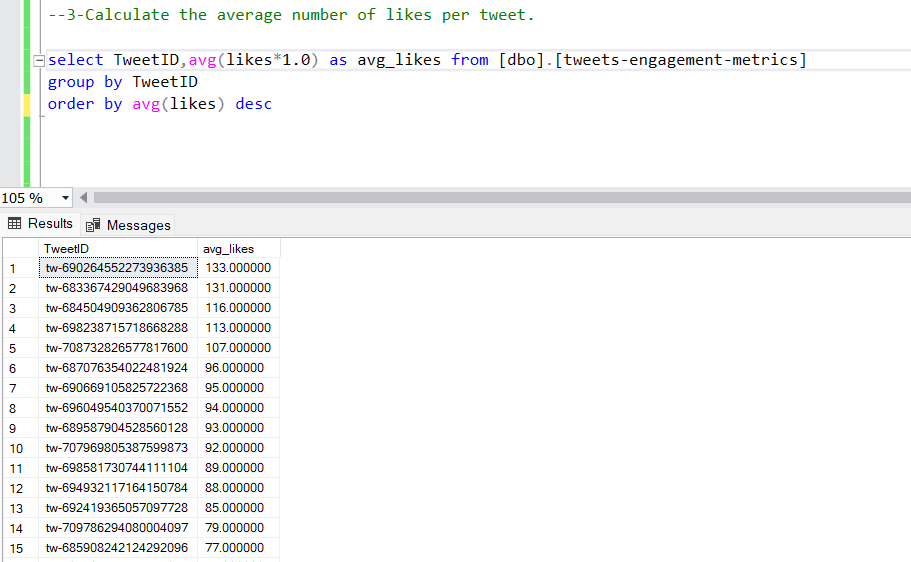 --3-Calculate the average number of likes per tweet.
select TweetID,avg(likes*1.0) as avg_likes from [dbo].[tweets-engagement-metrics]
group by TweetID
order by avg(likes) desc
105 %
Results Messages
TweetID avg_likes
1 tw-690264552273936385 133.000000
2 tw-683367429049683968 131.000000
3 tw-684504909362806785 116.000000
4 tw-698238715718668288 113.000000
5 tw-708732826577817600 107.000000
6 tw-687076354022481924 96.000000
7 tw-690669105825722368 95.000000
8 tw-696049540370071552 94.000000
9 tw-689587904528560128 93.000000
10 tw-707969805387599873 92.000000
11 tw-698581730744111104 89.000000
12 tw-694932117164150784 88.000000
13 tw-692419365057097728 85.000000
14 tw-709786294080004097 79.000000
15 tw-685908242124292096 77.000000